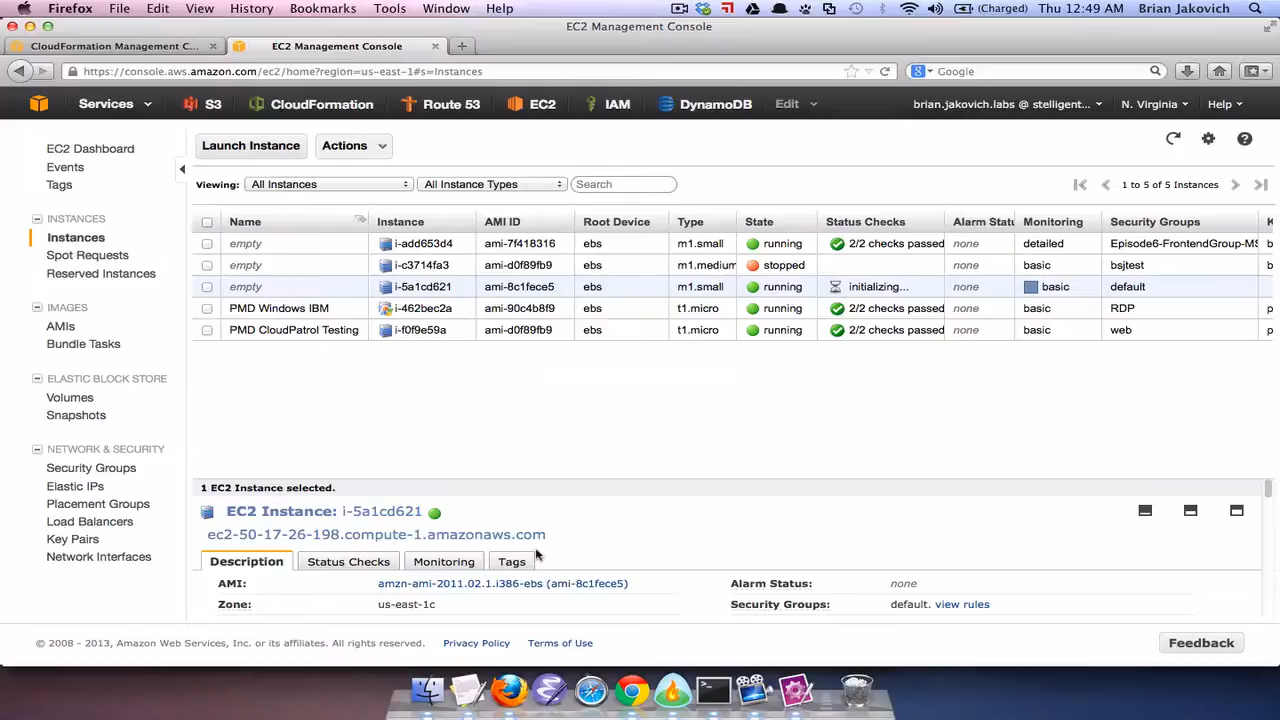 Firefox File Edit View History Bookmarks Tools Window Help (Charged) Thu 12:49 AM Brian Jakovich
EC2 Management Console
CloudFormation Management C... EC2 Management Console
https://console.aws.amazon.com/ec2/home?region=us-east-1#s=Instances Google
Services S3 CloudFormation Route 53 EC2 IAM DynamoDB Edit brian.jakovich.labs @ stelligent... N. Virginia Help
EC2 Dashboard
Events
Tags
INSTANCES
Instances
Spot Requests
Reserved Instances
IMAGES
AMIs
Bundle Tasks
ELASTIC BLOCK STORE
Volumes
Snapshots
NETWORK & SECURITY
Security Groups
Elastic IPs
Placement Groups
Load Balancers
Key Pairs
Network Interfaces
Launch Instance Actions
Viewing: All Instances All Instance Types Search 1 to 5 of 5 Instances
Name Instance AMI ID Root Device Type State Status Checks Alarm Statu Monitoring Security Groups K
empty i-add653d4 ami-7f418316 ebs m1.small running 2/2 checks passed none detailed Episode6-FrontendGroup-MS b
empty i-c3714fa3 ami-d0f89fb9 ebs m1.medium stopped none basic bsjtest b
empty i-5a1cd621 ami-8c1fece5 ebs m1.small running initializing... none basic default b
PMD Windows IBM i-462bec2a ami-90c4b8f9 ebs t1.micro running 2/2 checks passed none basic RDP p
PMD CloudPatrol Testing i-f0f9e59a ami-d0f89fb9 ebs t1.micro running 2/2 checks passed none basic web p
1 EC2 Instance selected.
EC2 Instance: i-5a1cd621
ec2-50-17-26-198.compute-1.amazonaws.com
Description Status Checks Monitoring Tags
AMI: amzn-ami-2011.02.1.i386-ebs (ami-8c1fece5) Alarm Status: none
Zone: us-east-1c Security Groups: default. view rules
© 2008 - 2013, Amazon Web Services, Inc. or its affiliates. All rights reserved. Privacy Policy Terms of Use Feedback